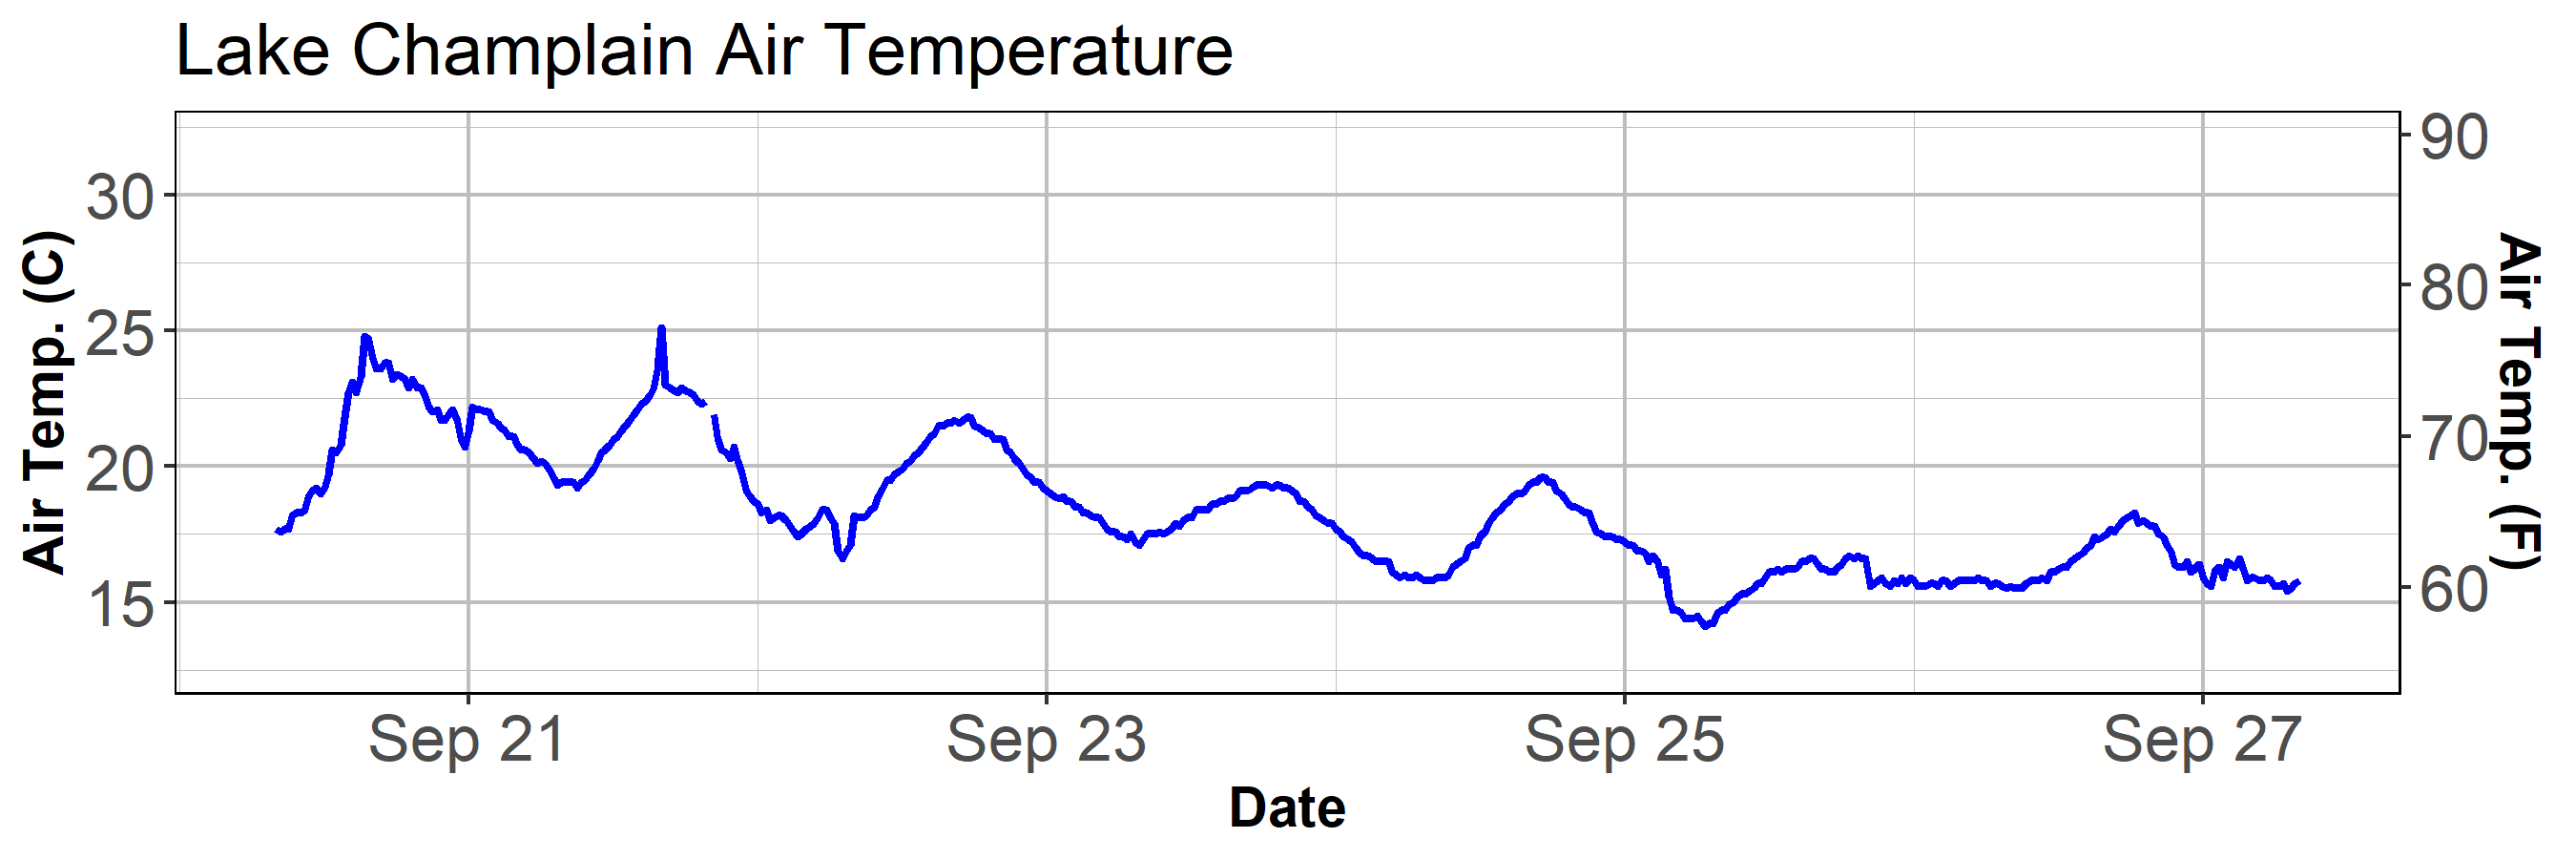 Lake Champlain Air Temperature
Air Temp. (C)
30
25
20
15
90
80
70
60
Air Temp. (F)
Sep 21
Sep 23
Sep 25
Sep 27
Date